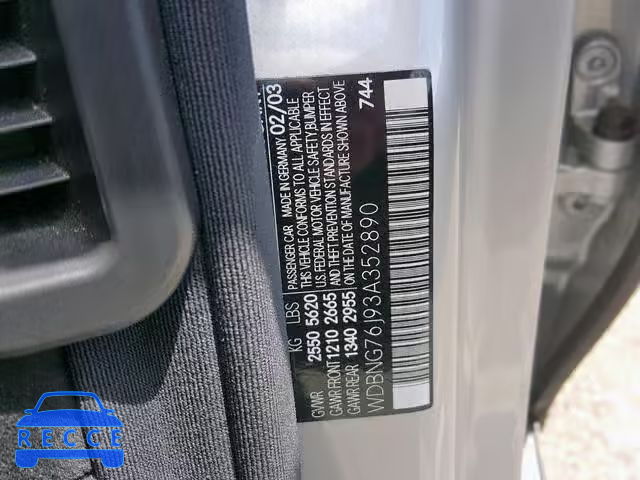 PASSENGER CAR MADE IN GERMANY 02/03
THIS VEHICLE CONFORMS TO ALL APPLICABLE
U.S. FEDERAL MOTOR VEHICLE SAFETY, BUMPER
AND THEFT PREVENTION STANDARDS IN EFFECT
ON THE DATE OF MANUFACTURE SHOWN ABOVE
KG LBS
GVWR 2550 5620
GAWR FRONT 1210 2665
GAWR REAR 1340 2955
744
WDBNG76J93A352890
RECCE